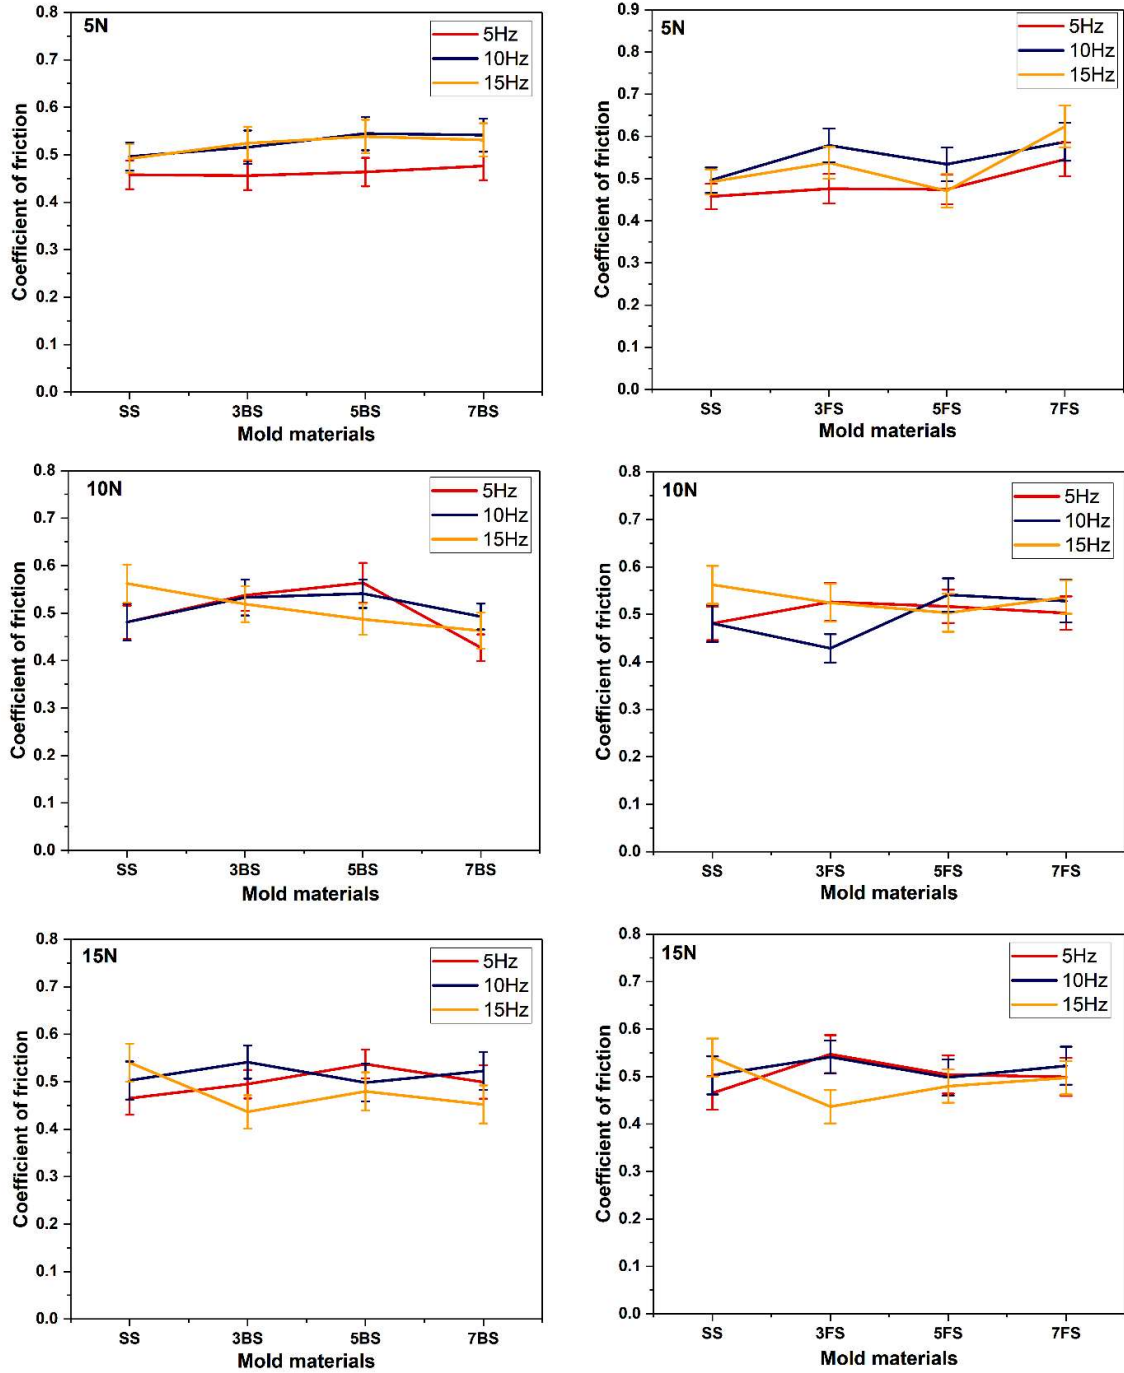 5N
5Hz
10Hz
15Hz
Coefficient of friction
0.8
0.7
0.6
0.5
0.4
0.3
0.2
0.1
0.0
SS 3BS 5BS 7BS
Mold materials
5N
5Hz
10Hz
15Hz
Coefficient of friction
0.9
0.8
0.7
0.6
0.5
0.4
0.3
0.2
0.1
0.0
SS 3FS 5FS 7FS
Mold materials
10N
5Hz
10Hz
15Hz
Coefficient of friction
0.8
0.7
0.6
0.5
0.4
0.3
0.2
0.1
0.0
SS 3BS 5BS 7BS
Mold materials
10N
5Hz
10Hz
15Hz
Coefficient of friction
0.8
0.7
0.6
0.5
0.4
0.3
0.2
0.1
0.0
SS 3FS 5FS 7FS
Mold materials
15N
5Hz
10Hz
15Hz
Coefficient of friction
0.8
0.7
0.6
0.5
0.4
0.3
0.2
0.1
0.0
SS 3BS 5BS 7BS
Mold materials
15N
5Hz
10Hz
15Hz
Coefficient of friction
0.8
0.7
0.6
0.5
0.4
0.3
0.2
0.1
0.0
SS 3FS 5FS 7FS
Mold materials